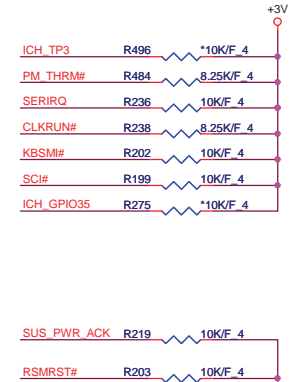 +3V
ICH_TP3 R496 *10K/F_4
PM_THRM# R484 8.25K/F_4
SERIRQ R236 10K/F_4
CLKRUN# R238 8.25K/F_4
KBSMI# R202 10K/F_4
SCI# R199 10K/F_4
ICH_GPIO35 R275 *10K/F_4
SUS_PWR_ACK R219 10K/F_4
RSMRST# R203 10K/F_4